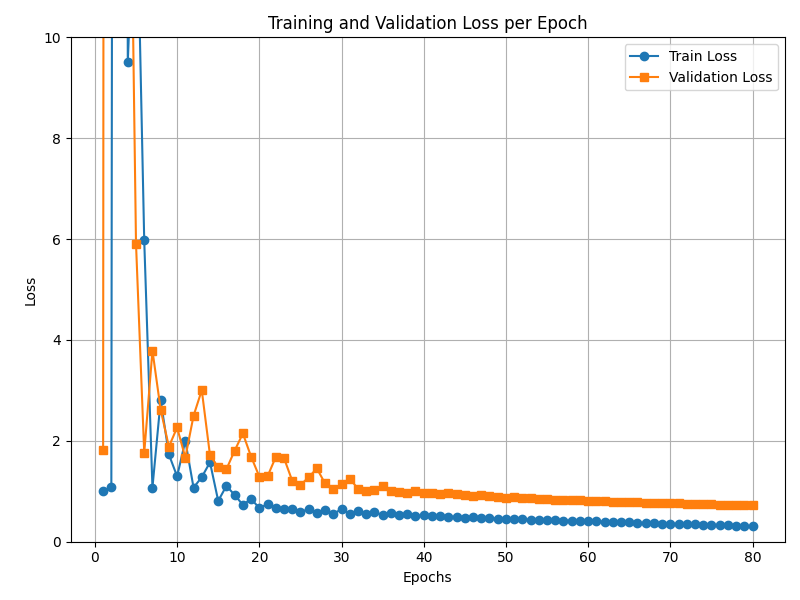 Training and Validation Loss per Epoch
Train Loss
Validation Loss
Loss
10
8
6
4
2
0
0 10 20 30 40 50 60 70 80
Epochs